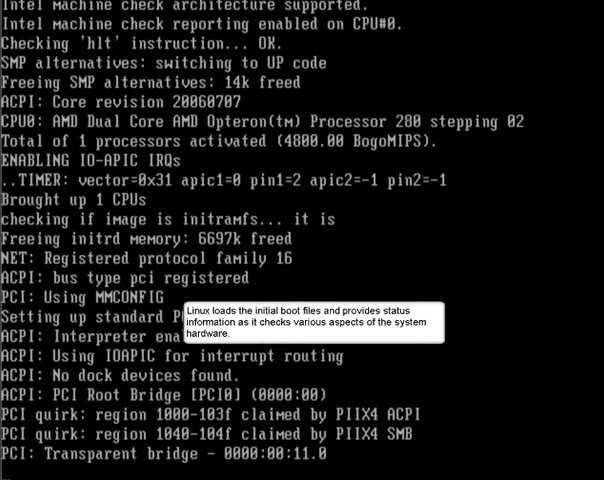 Intel machine check architecture supported.
Intel machine check reporting enabled on CPU#0.
Checking 'hlt' instruction... OK.
SMP alternatives: switching to UP code
Freeing SMP alternatives: 14k freed
ACPI: Core revision 20060707
CPU0: AMD Dual Core AMD Opteron(tm) Processor 280 stepping 02
Total of 1 processors activated (4800.00 BogoMIPS).
ENABLING IO-APIC IRQs
..TIMER: vector=0x31 apic1=0 pin1=2 apic2=-1 pin2=-1
Brought up 1 CPUs
checking if image is initramfs... it is
Freeing initrd memory: 6697k freed
NET: Registered protocol family 16
ACPI: bus type pci registered
PCI: Using MMCONFIG
Setting up standard P
ACPI: Interpreter ena
Linux loads the initial boot files and provides status
information as it checks various aspects of the system
hardware.
ACPI: Using IOAPIC for interrupt routing
ACPI: No dock devices found.
ACPI: PCI Root Bridge [PCI0] (0000:00)
PCI quirk: region 1000-103f claimed by PIIX4 ACPI
PCI quirk: region 1040-104f claimed by PIIX4 SMB
PCI: Transparent bridge - 0000:00:11.0